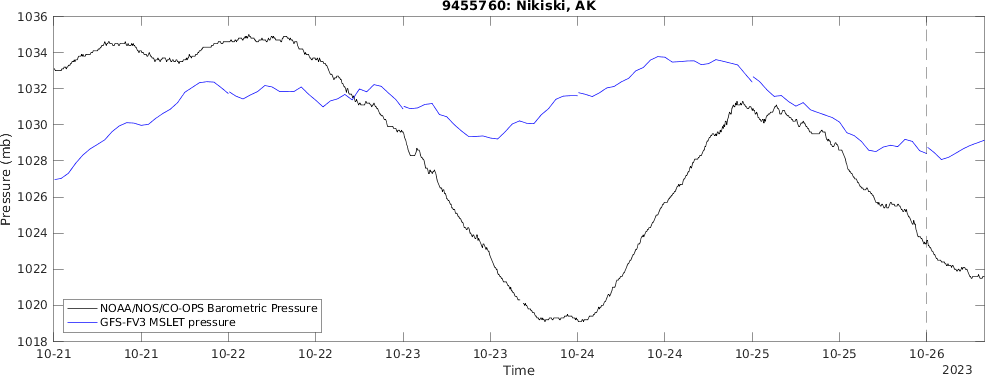 9455760: Nikiski, AK
Pressure (mb)
1036
1034
1032
1030
1028
1026
1024
1022
1020
1018
NOAA/NOS/CO-OPS Barometric Pressure
GFS-FV3 MSLET pressure
10-21 10-21 10-22 10-22 10-23 10-23 10-24 10-24 10-25 10-25 10-26
Time
2023